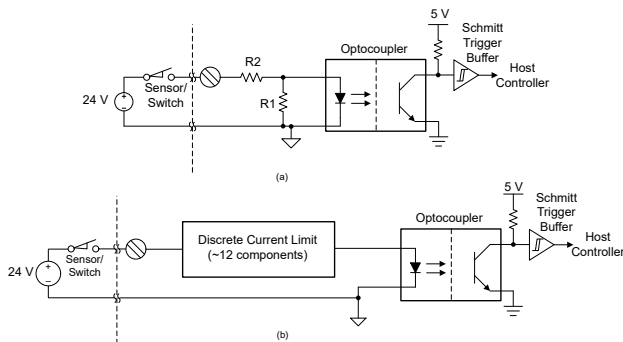 5 V
Schmitt
Trigger
Buffer
Optocoupler
R2
Host
Controller
Sensor/
Switch
24 V
R1
(a)
5 V
Schmitt
Trigger
Buffer
Optocoupler
Discrete Current Limit
(~12 components)
Host
Controller
Sensor/
Switch
24 V
(b)